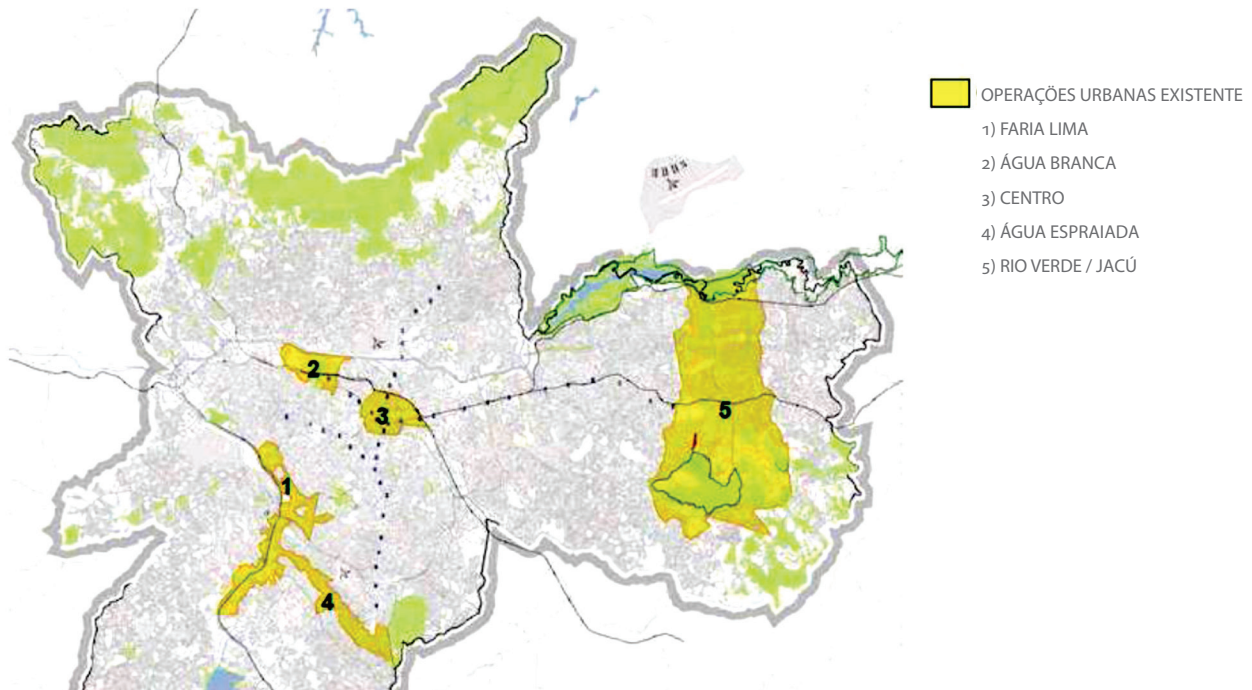 OPERAÇÕES URBANAS EXISTENTE
1) FARIA LIMA
2) ÁGUA BRANCA
3) CENTRO
4) ÁGUA ESPRAIADA
5) RIO VERDE / JACÚ
2
3
5
1
4